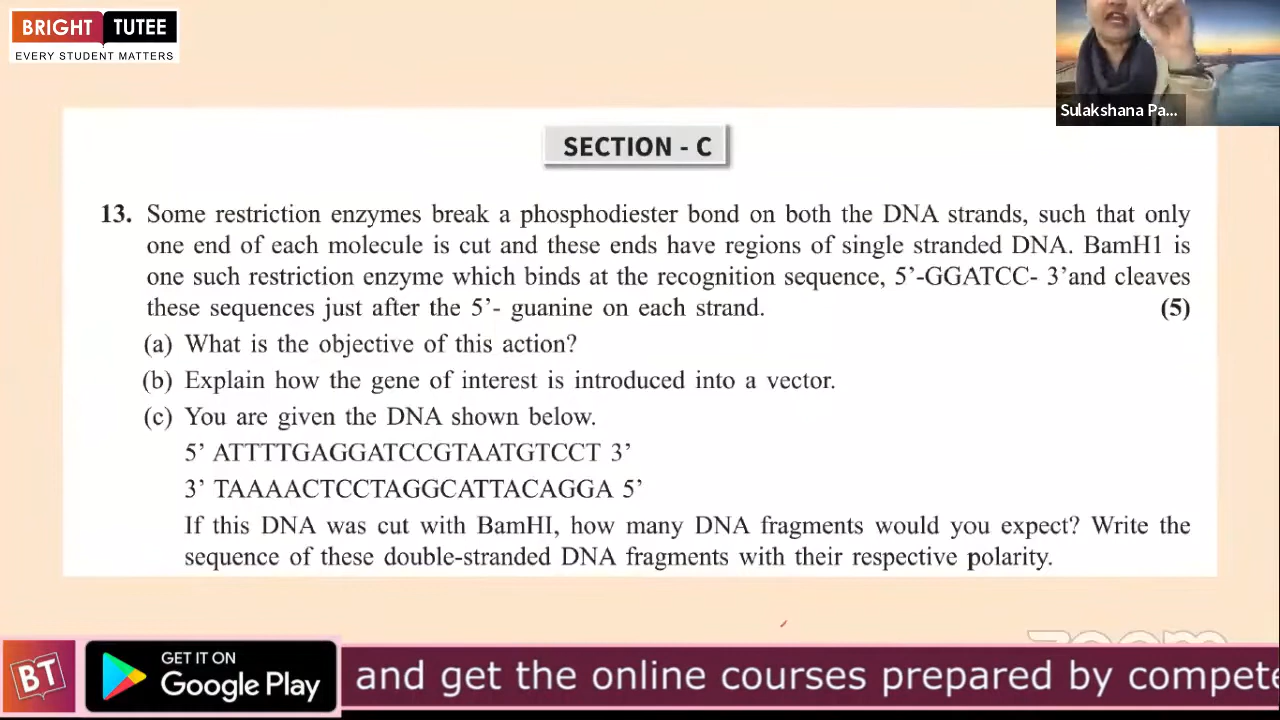 BRIGHT TUTEE
EVERY STUDENT MATTERS
Sulakshana Pa...
SECTION - C
13. Some restriction enzymes break a phosphodiester bond on both the DNA strands, such that only
one end of each molecule is cut and these ends have regions of single stranded DNA. BamH1 is
one such restriction enzyme which binds at the recognition sequence, 5’-GGATCC- 3’and cleaves
these sequences just after the 5’- guanine on each strand. (5)
(a) What is the objective of this action?
(b) Explain how the gene of interest is introduced into a vector.
(c) You are given the DNA shown below.
5’ ATTTTGAGGATCCGTAATGTCCT 3’
3’ TAAAACTCCTAGGCATTACAGGA 5’
If this DNA was cut with BamHI, how many DNA fragments would you expect? Write the
sequence of these double-stranded DNA fragments with their respective polarity.
zoom
BT
GET IT ON
Google Play
and get the online courses prepared by compete